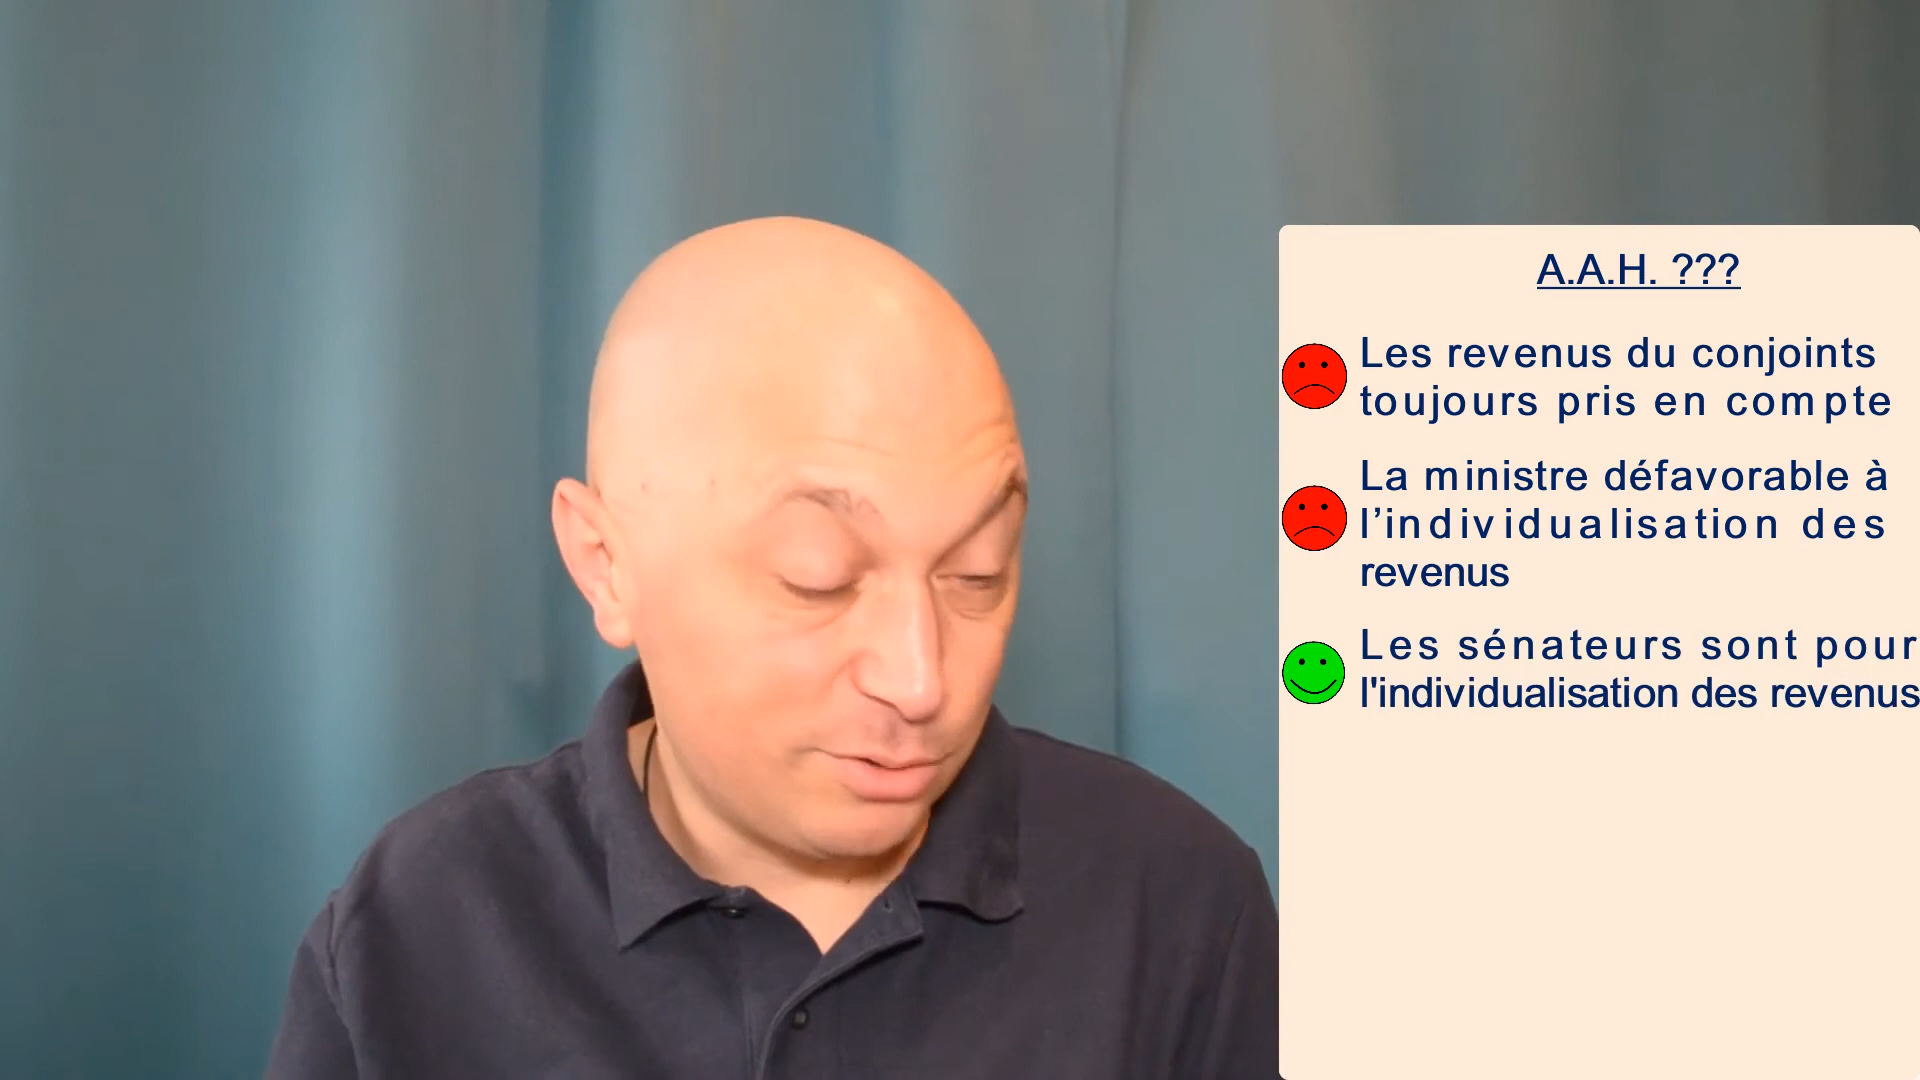 A.A.H. ???
Les revenus du conjoints
toujours pris en compte
La ministre défavorable à
l’individualisation des
revenus
Les sénateurs sont pour
l'individualisation des revenus